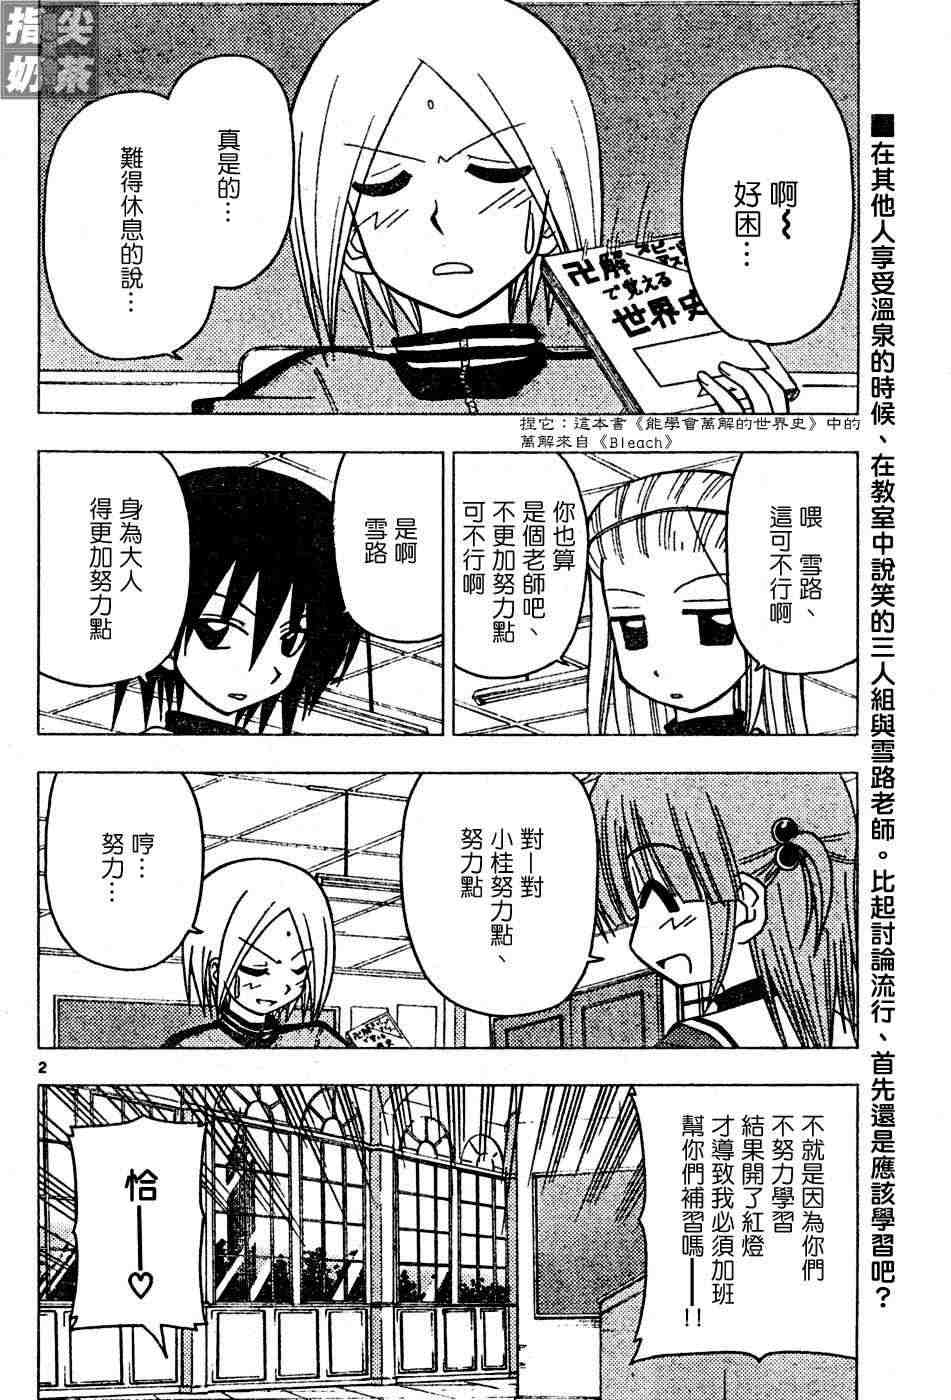 指尖
奶茶
■在其他人享受溫泉的時候、在教室中說笑的三人組與雪路老師。比起討論流行、首先還是應該學習吧？
啊～
好困…
真是的…
難得休息的說…
卍解
で覚える
世界史
捏它：這本書《能學會萬解的世界史》中的
萬解來自《Bleach》
喂　雪路、
這可不行啊
你也算
是個老師吧、
不更加努力點
可不行啊
是啊
雪路
身為大人
得更加努力點
對—對
小桂努力點、
努力點
哼…
努力…
2
不就是因為你們
不努力學習
結果開了紅燈
才導致我必須加班
幫你們補習嗎——!!
恰——♡